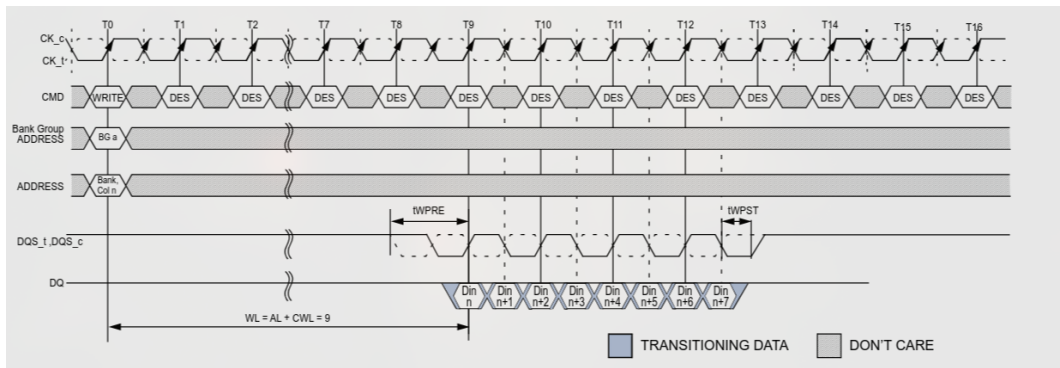 T0 T1 T2 T7 T8 T9 T10 T11 T12 T13 T14 T15 T16
CK_c
CK_t
CMD WRITE DES DES DES DES DES DES DES DES DES DES DES DES
Bank Group
ADDRESS
BG a
ADDRESS
Bank,
Col n
tWPRE tWPST
DQS_t ,DQS_c
DQ
Din
n
Din
n+1
Din
n+2
Din
n+3
Din
n+4
Din
n+5
Din
n+6
Din
n+7
WL = AL + CWL = 9
TRANSITIONING DATA DON'T CARE